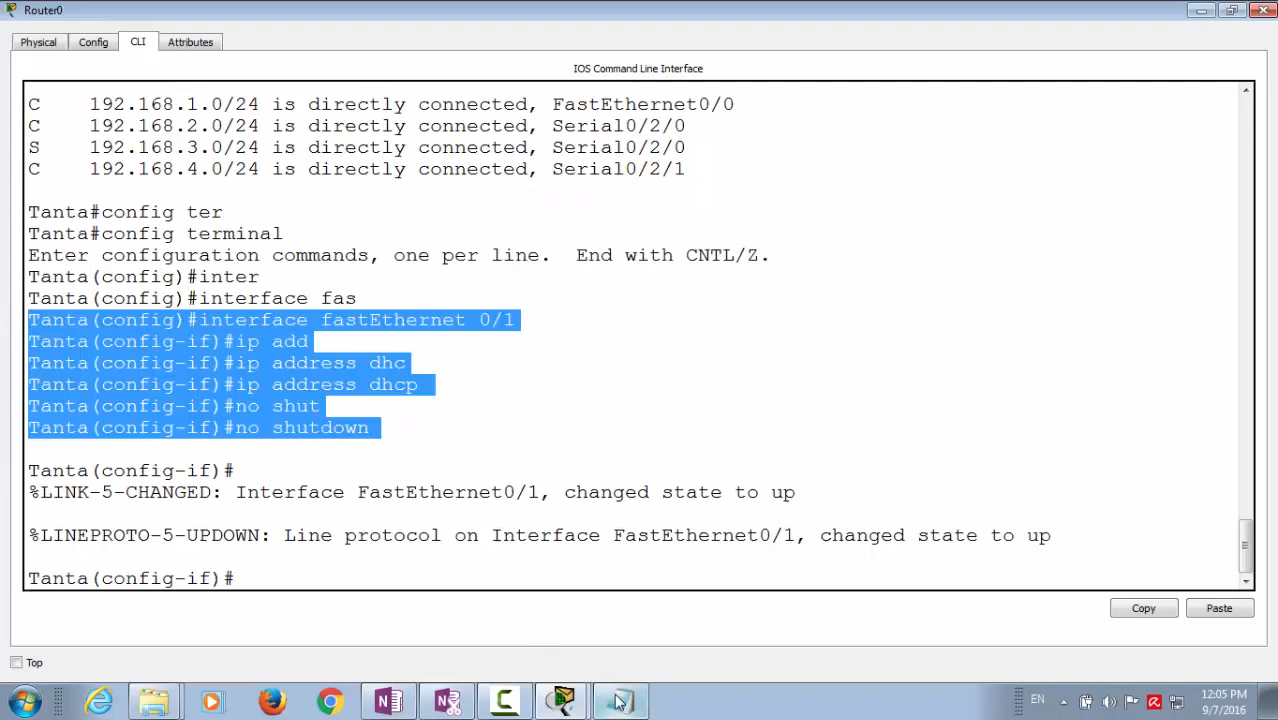 Router0
Physical Config CLI Attributes
IOS Command Line Interface
C    192.168.1.0/24 is directly connected, FastEthernet0/0
C    192.168.2.0/24 is directly connected, Serial0/2/0
S    192.168.3.0/24 is directly connected, Serial0/2/0
C    192.168.4.0/24 is directly connected, Serial0/2/1
Tanta#config ter
Tanta#config terminal
Enter configuration commands, one per line.  End with CNTL/Z.
Tanta(config)#inter
Tanta(config)#interface fas
Tanta(config)#interface fastEthernet 0/1
Tanta(config-if)#ip add
Tanta(config-if)#ip address dhc
Tanta(config-if)#ip address dhcp
Tanta(config-if)#no shut
Tanta(config-if)#no shutdown
Tanta(config-if)#
%LINK-5-CHANGED: Interface FastEthernet0/1, changed state to up
%LINEPROTO-5-UPDOWN: Line protocol on Interface FastEthernet0/1, changed state to up
Tanta(config-if)#
Copy Paste
Top
EN
12:05 PM
9/7/2016